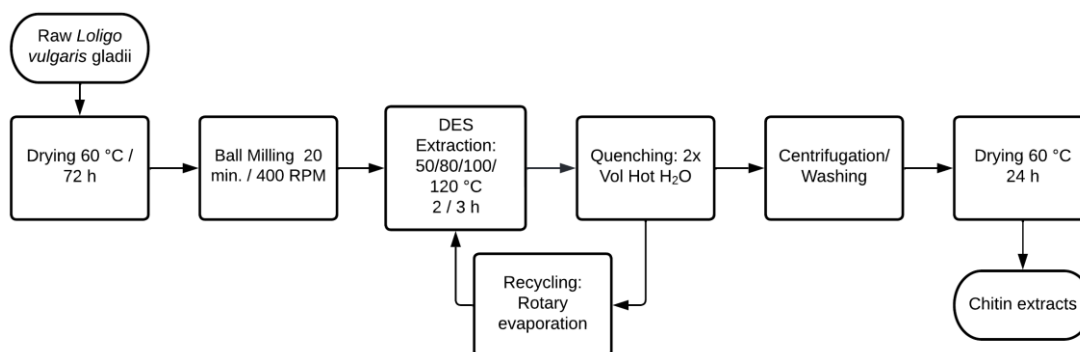 Raw Loligo
vulgaris gladii
Drying 60 °C /
72 h
Ball Milling 20
min. / 400 RPM
DES
Extraction:
50/80/100/
120 °C
2 / 3 h
Quenching: 2x
Vol Hot H₂O
Centrifugation/
Washing
Drying 60 °C
24 h
Recycling:
Rotary
evaporation
Chitin extracts